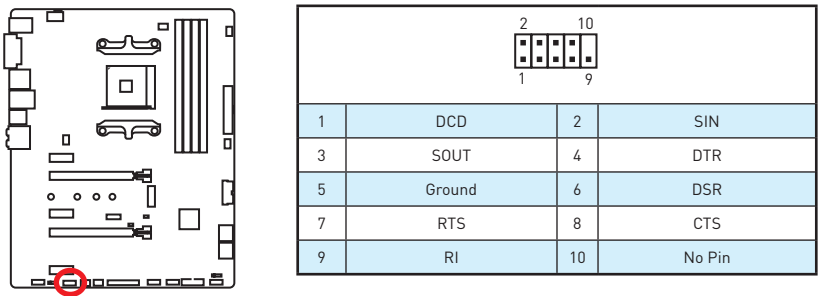 2 10
1 9
1 DCD 2 SIN
3 SOUT 4 DTR
5 Ground 6 DSR
7 RTS 8 CTS
9 RI 10 No Pin